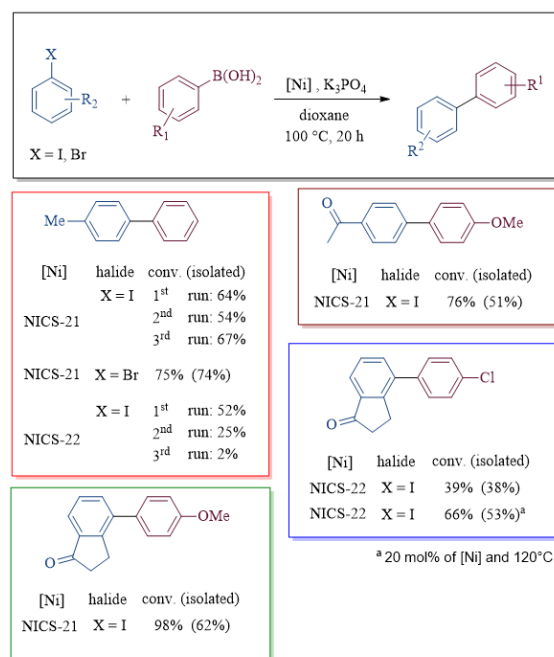 X
R2
+
B(OH)2
R1
[Ni] , K3PO4
dioxane
100 °C, 20 h
R1
R2
X = I, Br
Me
[Ni] halide conv. (isolated)
X = I 1st run: 64%
NICS-21 2nd run: 54%
3rd run: 67%
NICS-21 X = Br 75% (74%)
X = I 1st run: 52%
NICS-22 2nd run: 25%
3rd run: 2%
O
OMe
[Ni] halide conv. (isolated)
NICS-21 X = I 76% (51%)
Cl
O
[Ni] halide conv. (isolated)
NICS-22 X = I 39% (38%)
NICS-22 X = I 66% (53%)a
a 20 mol% of [Ni] and 120°C
OMe
O
[Ni] halide conv. (isolated)
NICS-21 X = I 98% (62%)